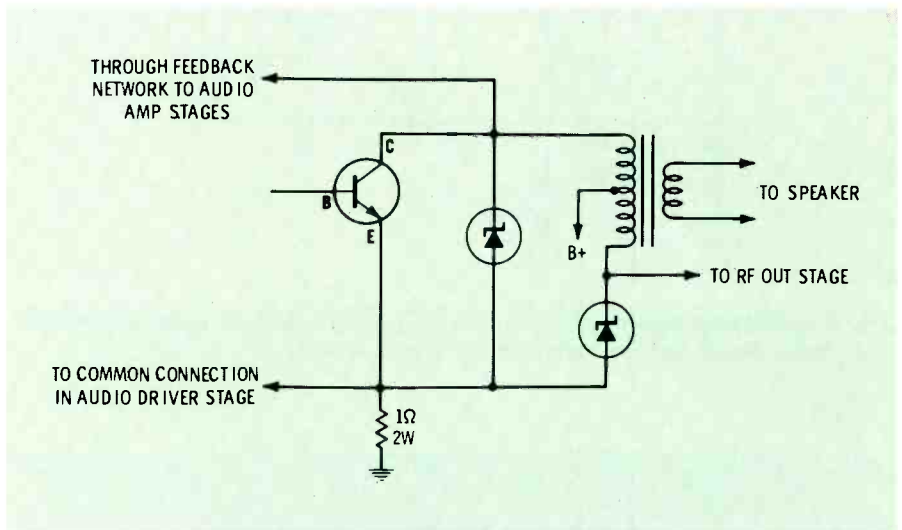 THROUGH FEEDBACK
NETWORK TO AUDIO
AMP STAGES
C
B
E
B+
TO SPEAKER
TO RF OUT STAGE
TO COMMON CONNECTION
IN AUDIO DRIVER STAGE
1Ω
2W